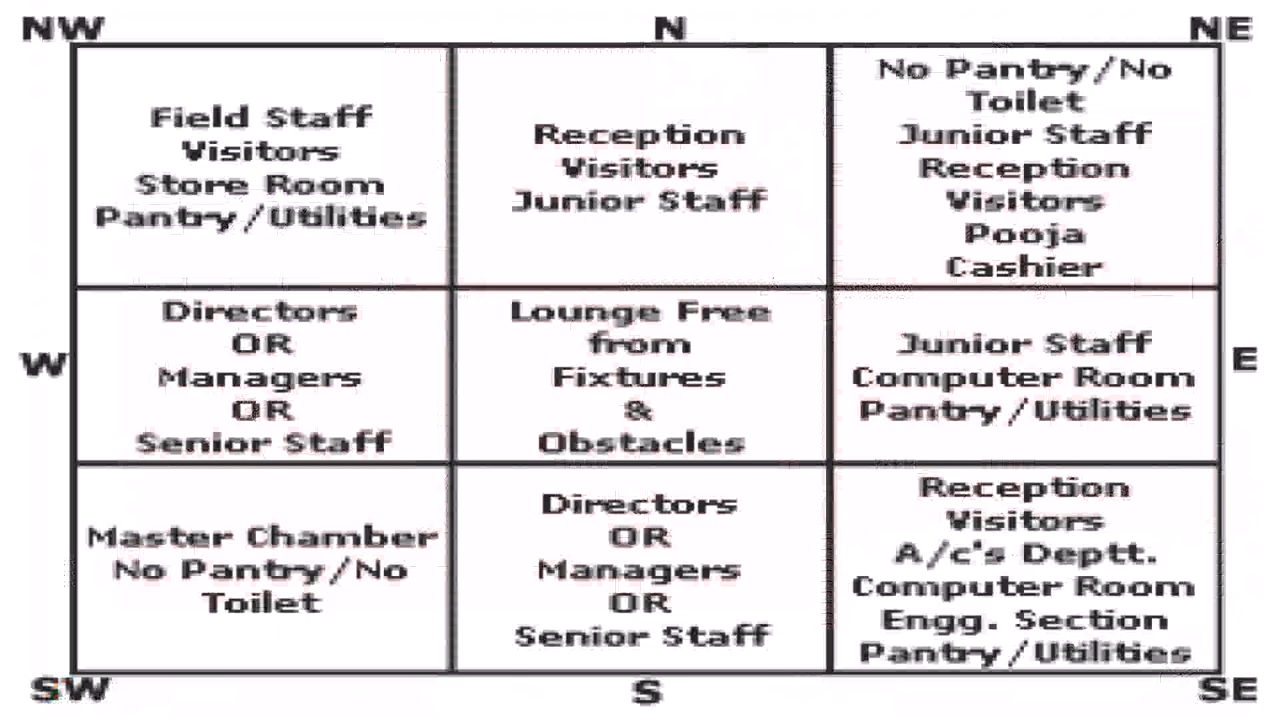 NW N NE
Field Staff
Visitors
Store Room
Pantry/Utilities
Reception
Visitors
Junior Staff
No Pantry/No
Toilet
Junior Staff
Reception
Visitors
Pooja
Cashier
W
Directors
OR
Managers
OR
Senior Staff
Lounge Free
from
Fixtures
&
Obstacles
Junior Staff
Computer Room
Pantry/Utilities
E
Master Chamber
No Pantry/No
Toilet
Directors
OR
Managers
OR
Senior Staff
Reception
Visitors
A/c's Deptt.
Computer Room
Engg. Section
Pantry/Utilities
SW S SE